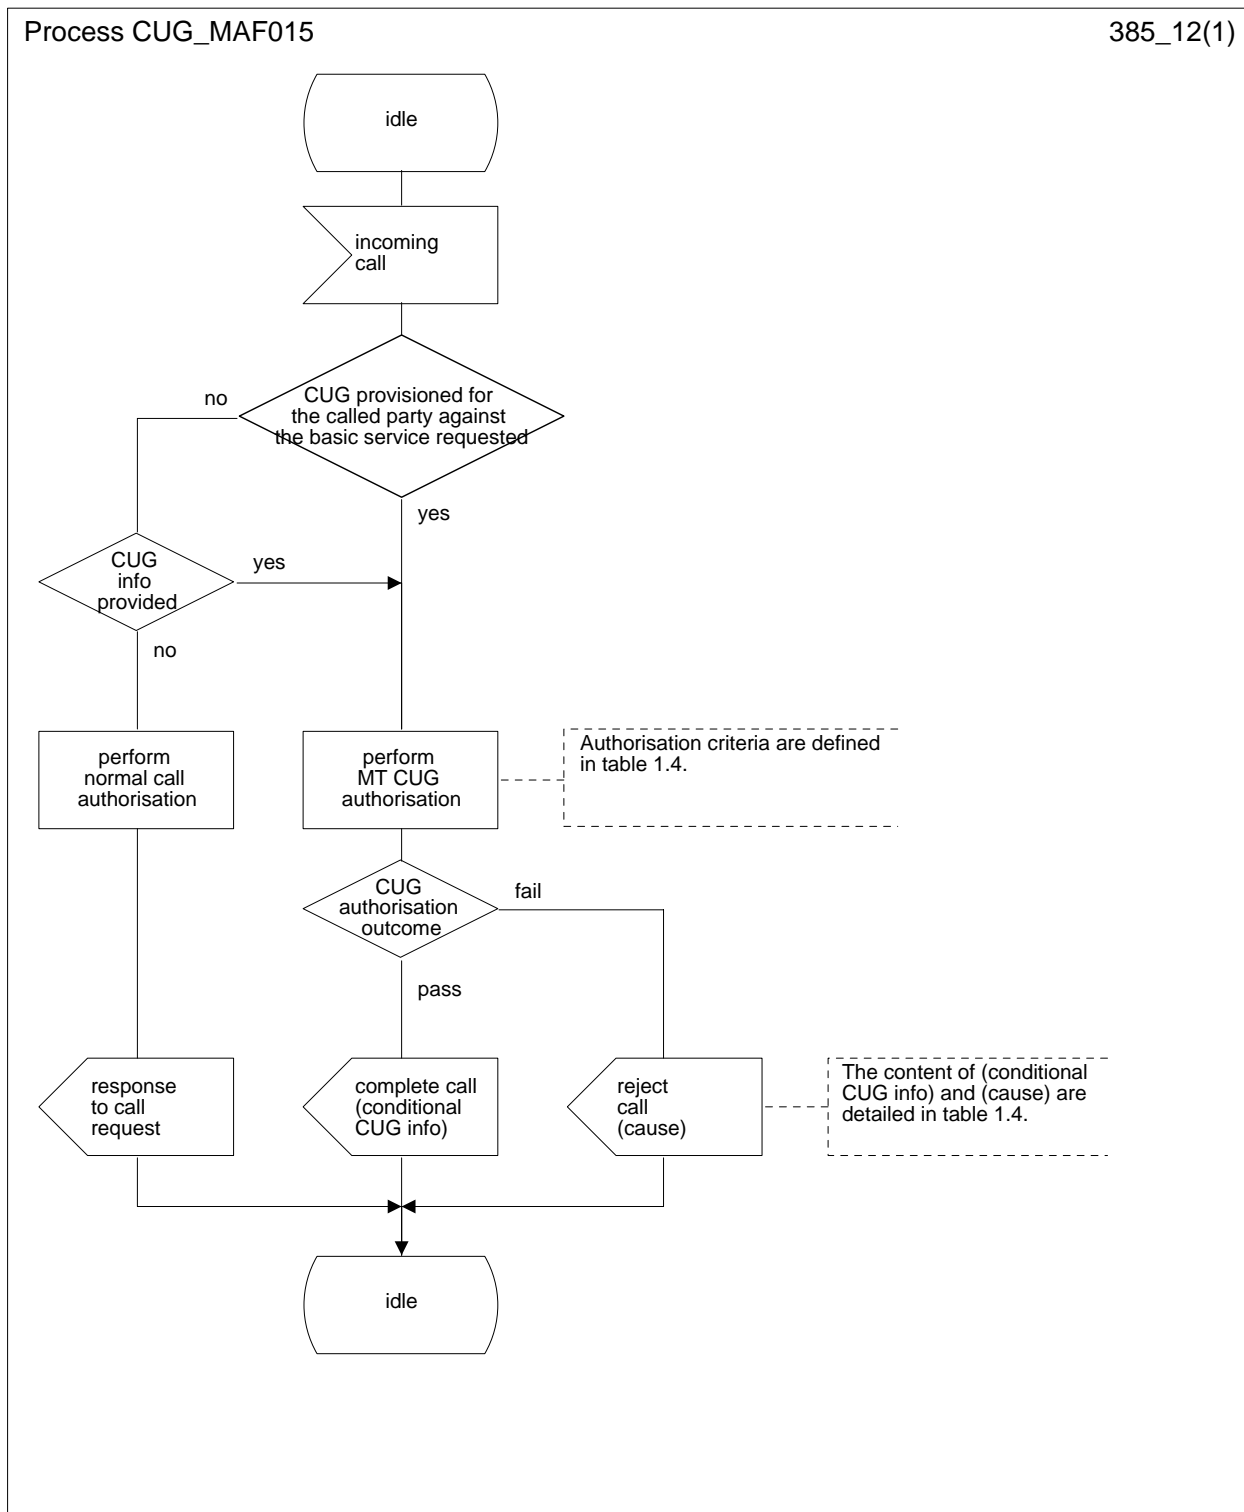 Process CUG_MAF015
385_12(1)
idle
incoming
call
CUG provisioned for
the called party against
the basic service requested
no
yes
CUG
info
provided
yes
no
perform
normal call
authorisation
perform
MT CUG
authorisation
Authorisation criteria are defined
in table 1.4.
CUG
authorisation
outcome
fail
pass
response
to call
request
complete call
(conditional
CUG info)
reject
call
(cause)
The content of (conditional
CUG info) and (cause) are
detailed in table 1.4.
idle